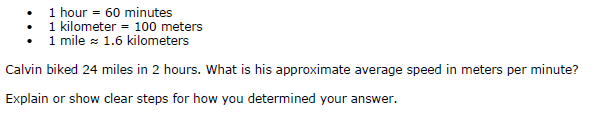 • 1 hour = 60 minutes
• 1 kilometer = 100 meters
• 1 mile ≈ 1.6 kilometers
Calvin biked 24 miles in 2 hours. What is his approximate average speed in meters per minute?
Explain or show clear steps for how you determined your answer.